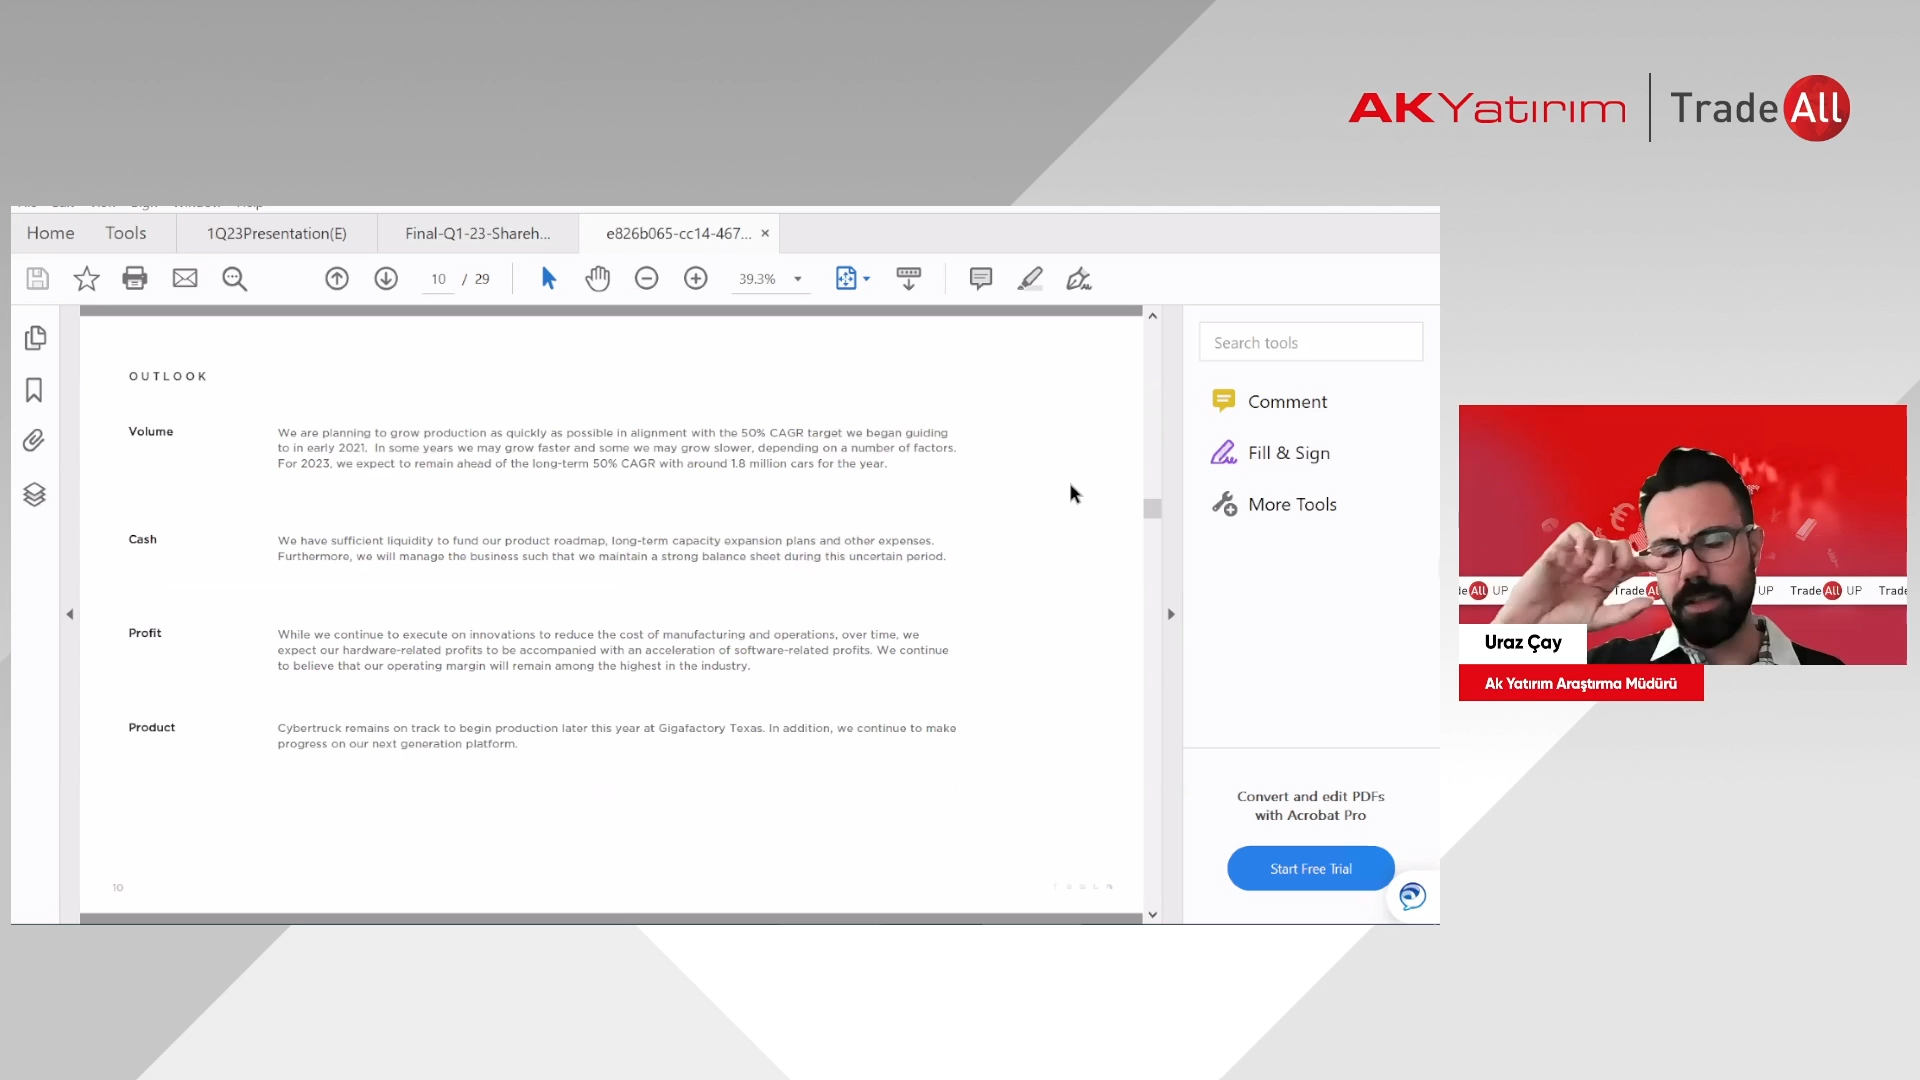 AKYatırım | TradeAll
Home Tools 1Q23Presentation(E) Final-Q1-23-Shareh... e826b065-cc14-467... ×
10 / 29 39.3%
OUTLOOK
Volume
We are planning to grow production as quickly as possible in alignment with the 50% CAGR target we began guiding
to in early 2021. In some years we may grow faster and some we may grow slower, depending on a number of factors.
For 2023, we expect to remain ahead of the long-term 50% CAGR with around 1.8 million cars for the year.
Cash
We have sufficient liquidity to fund our product roadmap, long-term capacity expansion plans and other expenses.
Furthermore, we will manage the business such that we maintain a strong balance sheet during this uncertain period.
Profit
While we continue to execute on innovations to reduce the cost of manufacturing and operations, over time, we
expect our hardware-related profits to be accompanied with an acceleration of software-related profits. We continue
to believe that our operating margin will remain among the highest in the industry.
Product
Cybertruck remains on track to begin production later this year at Gigafactory Texas. In addition, we continue to make
progress on our next generation platform.
10
Search tools
Comment
Fill & Sign
More Tools
Convert and edit PDFs
with Acrobat Pro
Start Free Trial
UP TradeAll UP
Uraz Çay
Ak Yatırım Araştırma Müdürü